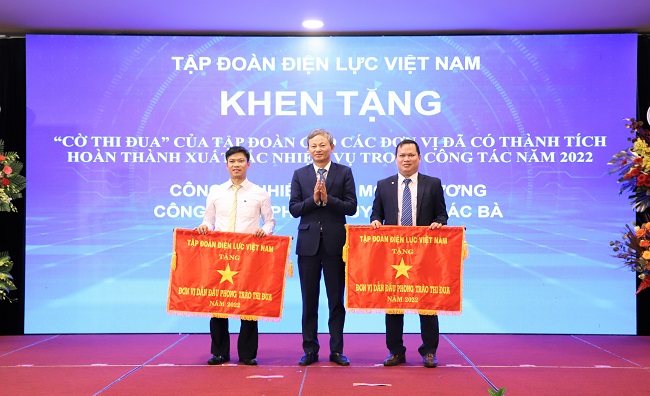 TẬP ĐOÀN ĐIỆN LỰC VIỆT NAM
KHEN TẶNG
“CỜ THI ĐUA” CỦA TẬP ĐOÀN CÁC ĐƠN VỊ ĐÃ CÓ THÀNH TÍCH
HOÀN THÀNH XUẤT NHIỆM VỤ CÔNG TÁC NĂM 2022
CÔNG
CÔNG BÀ
TẬP ĐOÀN ĐIỆN LỰC VIỆT NAM
TẶNG
ĐƠN VỊ DẪN ĐẦU PHONG TRÀO THI ĐUA
NĂM 2022
TẬP ĐOÀN ĐIỆN LỰC VIỆT NAM
TẶNG
ĐƠN VỊ DẪN ĐẦU PHONG TRÀO THI ĐUA
NĂM 2022